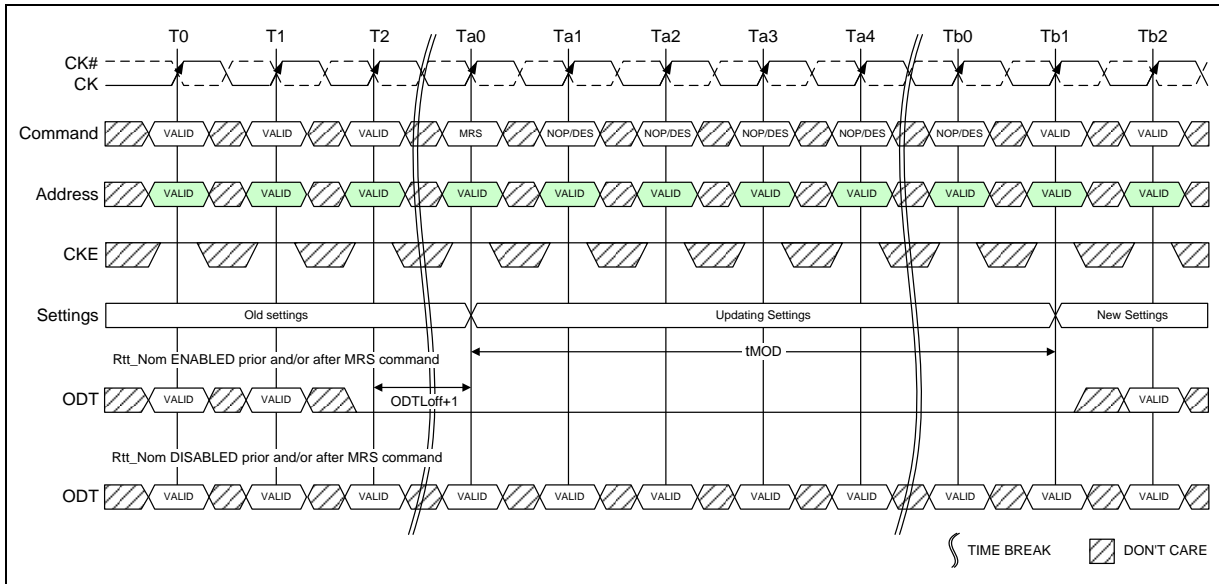 T0 T1 T2 Ta0 Ta1 Ta2 Ta3 Ta4 Tb0 Tb1 Tb2
CK#
CK
Command VALID VALID VALID MRS NOP/DES NOP/DES NOP/DES NOP/DES NOP/DES VALID VALID
Address VALID VALID VALID VALID VALID VALID VALID VALID VALID VALID VALID
CKE
Settings Old settings Updating Settings New Settings
Rtt_Nom ENABLED prior and/or after MRS command tMOD
ODT VALID VALID ODTLoff+1 VALID
Rtt_Nom DISABLED prior and/or after MRS command
ODT VALID VALID VALID VALID VALID VALID VALID VALID VALID VALID VALID
TIME BREAK DON'T CARE